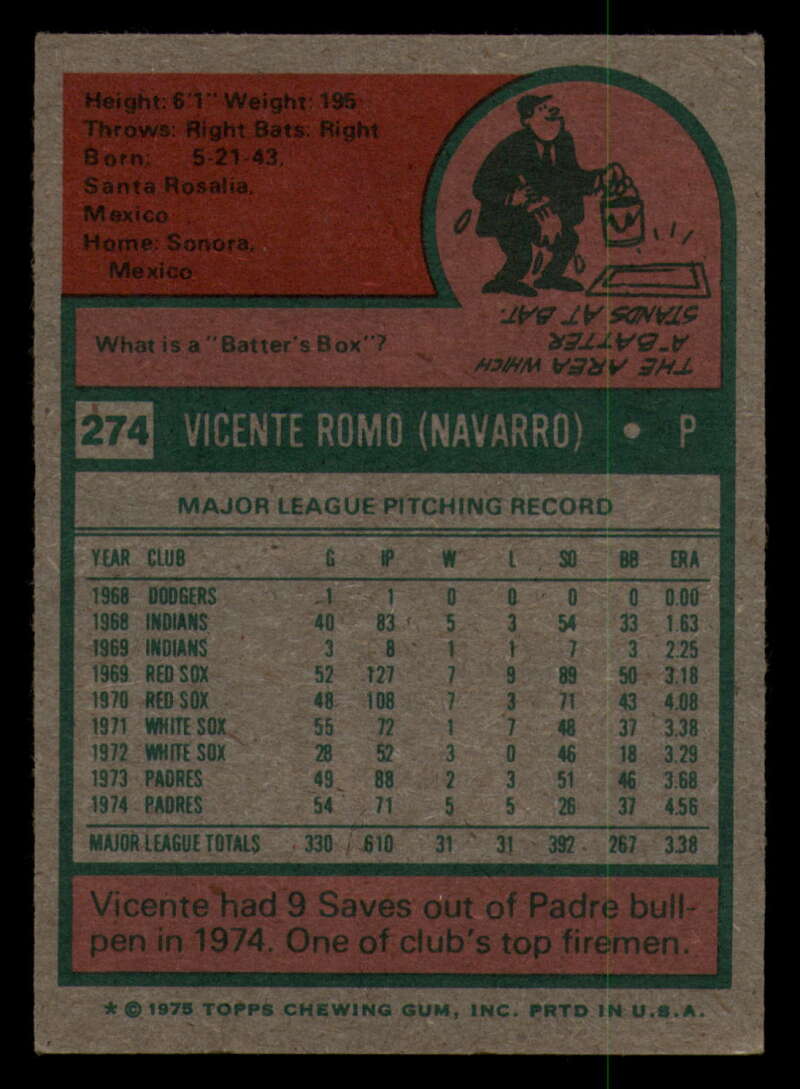 Height: 6'1" Weight: 195
Throws: Right Bats: Right
Born: 5-21-43,
Santa Rosalia,
Mexico
Home: Sonora,
Mexico
What is a "Batter's Box"?
THE AREA WHICH
A BATTER
STANDS AT BAT.
274 VICENTE ROMO (NAVARRO) • P
MAJOR LEAGUE PITCHING RECORD
YEAR CLUB G IP W L SO BB ERA
1968 DODGERS 1 1 0 0 0 0 0.00
1968 INDIANS 40 83 5 3 54 33 1.63
1969 INDIANS 3 8 1 1 7 3 2.25
1969 RED SOX 52 127 7 9 89 50 3.18
1970 RED SOX 48 108 7 3 71 43 4.08
1971 WHITE SOX 55 72 1 7 48 37 3.38
1972 WHITE SOX 28 52 3 0 46 18 3.29
1973 PADRES 49 88 2 3 51 46 3.68
1974 PADRES 54 71 5 5 26 37 4.56
MAJOR LEAGUE TOTALS 330 610 31 31 392 267 3.38
Vicente had 9 Saves out of Padre bull-
pen in 1974. One of club's top firemen.
* © 1975 TOPPS CHEWING GUM, INC. PRTD IN U.S.A.